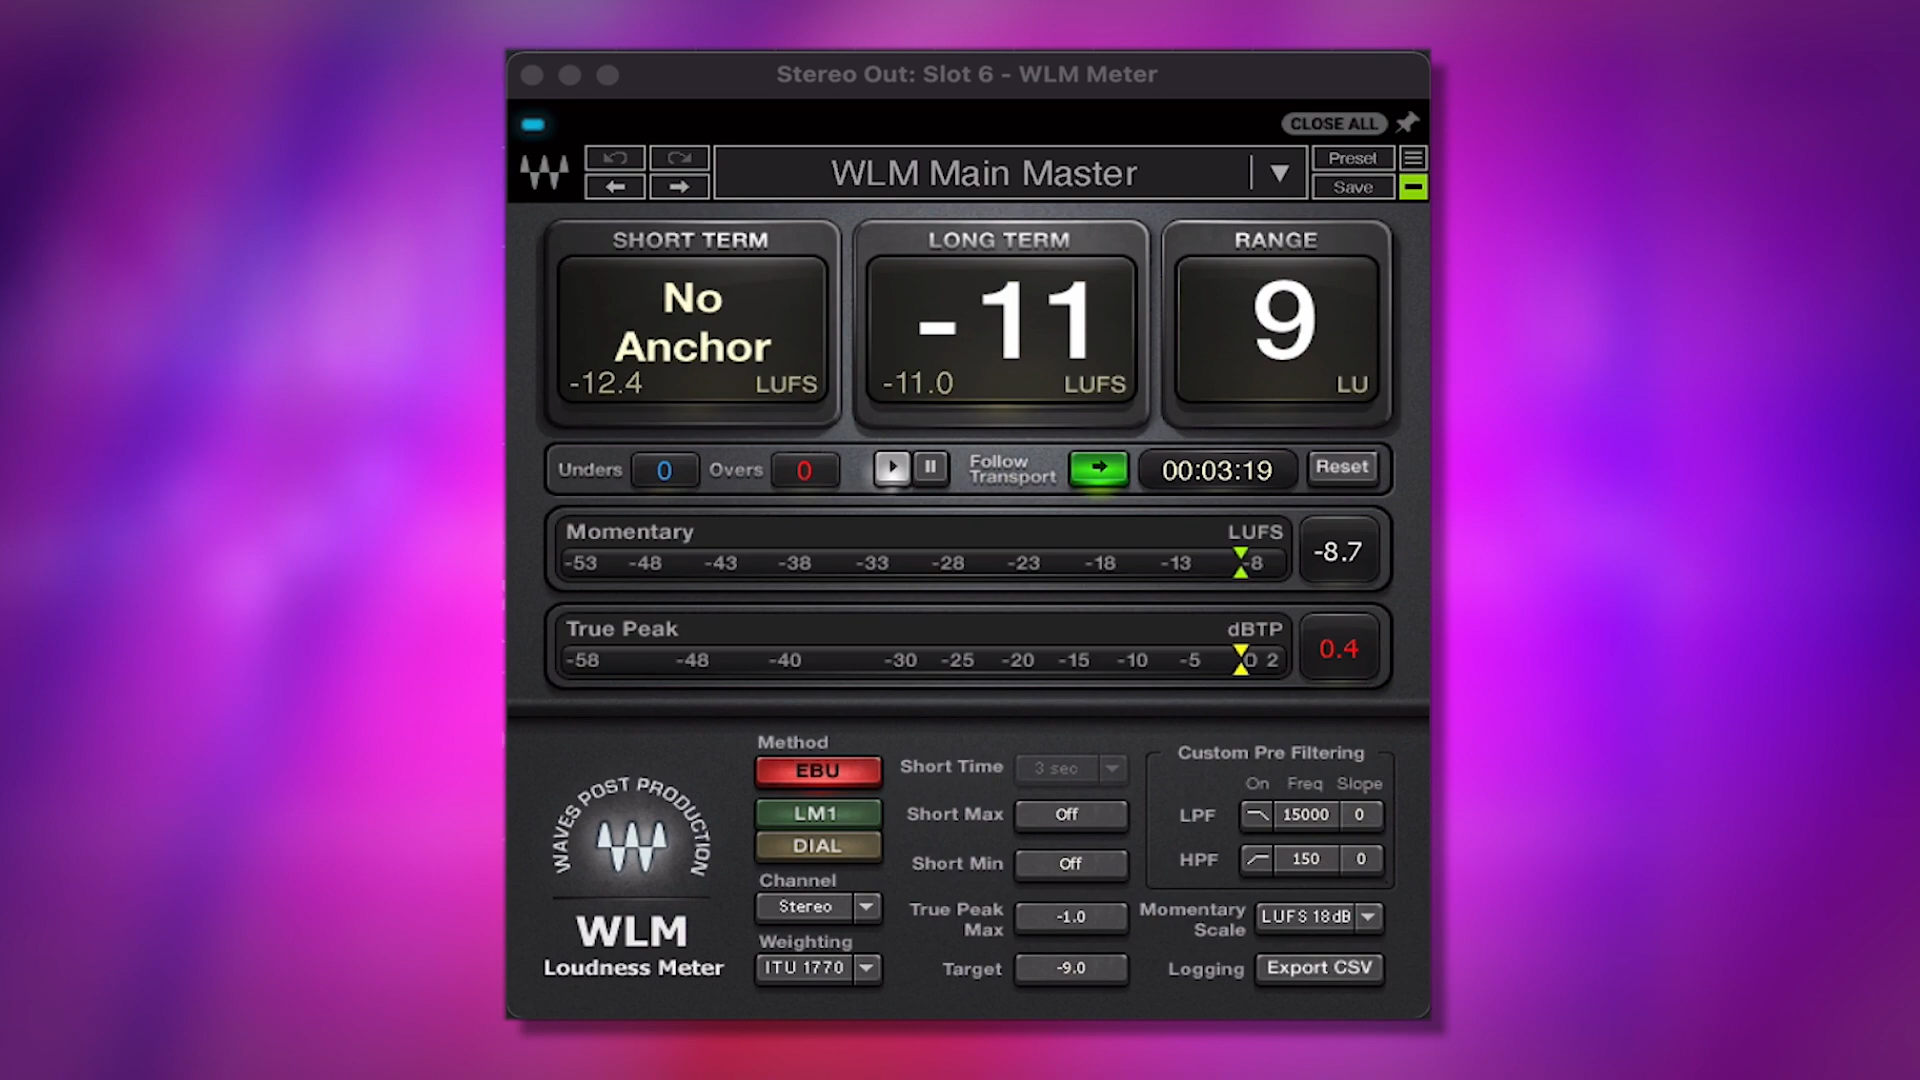 Stereo Out: Slot 6 - WLM Meter
CLOSE ALL
WLM Main Master
Preset
Save
SHORT TERM
No
Anchor
-12.4 LUFS
LONG TERM
-11
-11.0 LUFS
RANGE
9
LU
Unders 0 Overs 0 Follow Transport 00:03:19 Reset
Momentary LUFS
-53 -48 -43 -38 -33 -28 -23 -18 -13 -8
-8.7
True Peak dBTP
-58 -48 -40 -30 -25 -20 -15 -10 -5 0 2
0.4
WAVES POST PRODUCTION
WLM
Loudness Meter
Method
EBU
LM1
DIAL
Channel
Stereo
Weighting
ITU 1770
Short Time 3 sec
Short Max Off
Short Min Off
True Peak Max -1.0
Target -9.0
Custom Pre Filtering
On Freq Slope
LPF 15000 0
HPF 150 0
Momentary Scale LUFS 18dB
Logging Export CSV